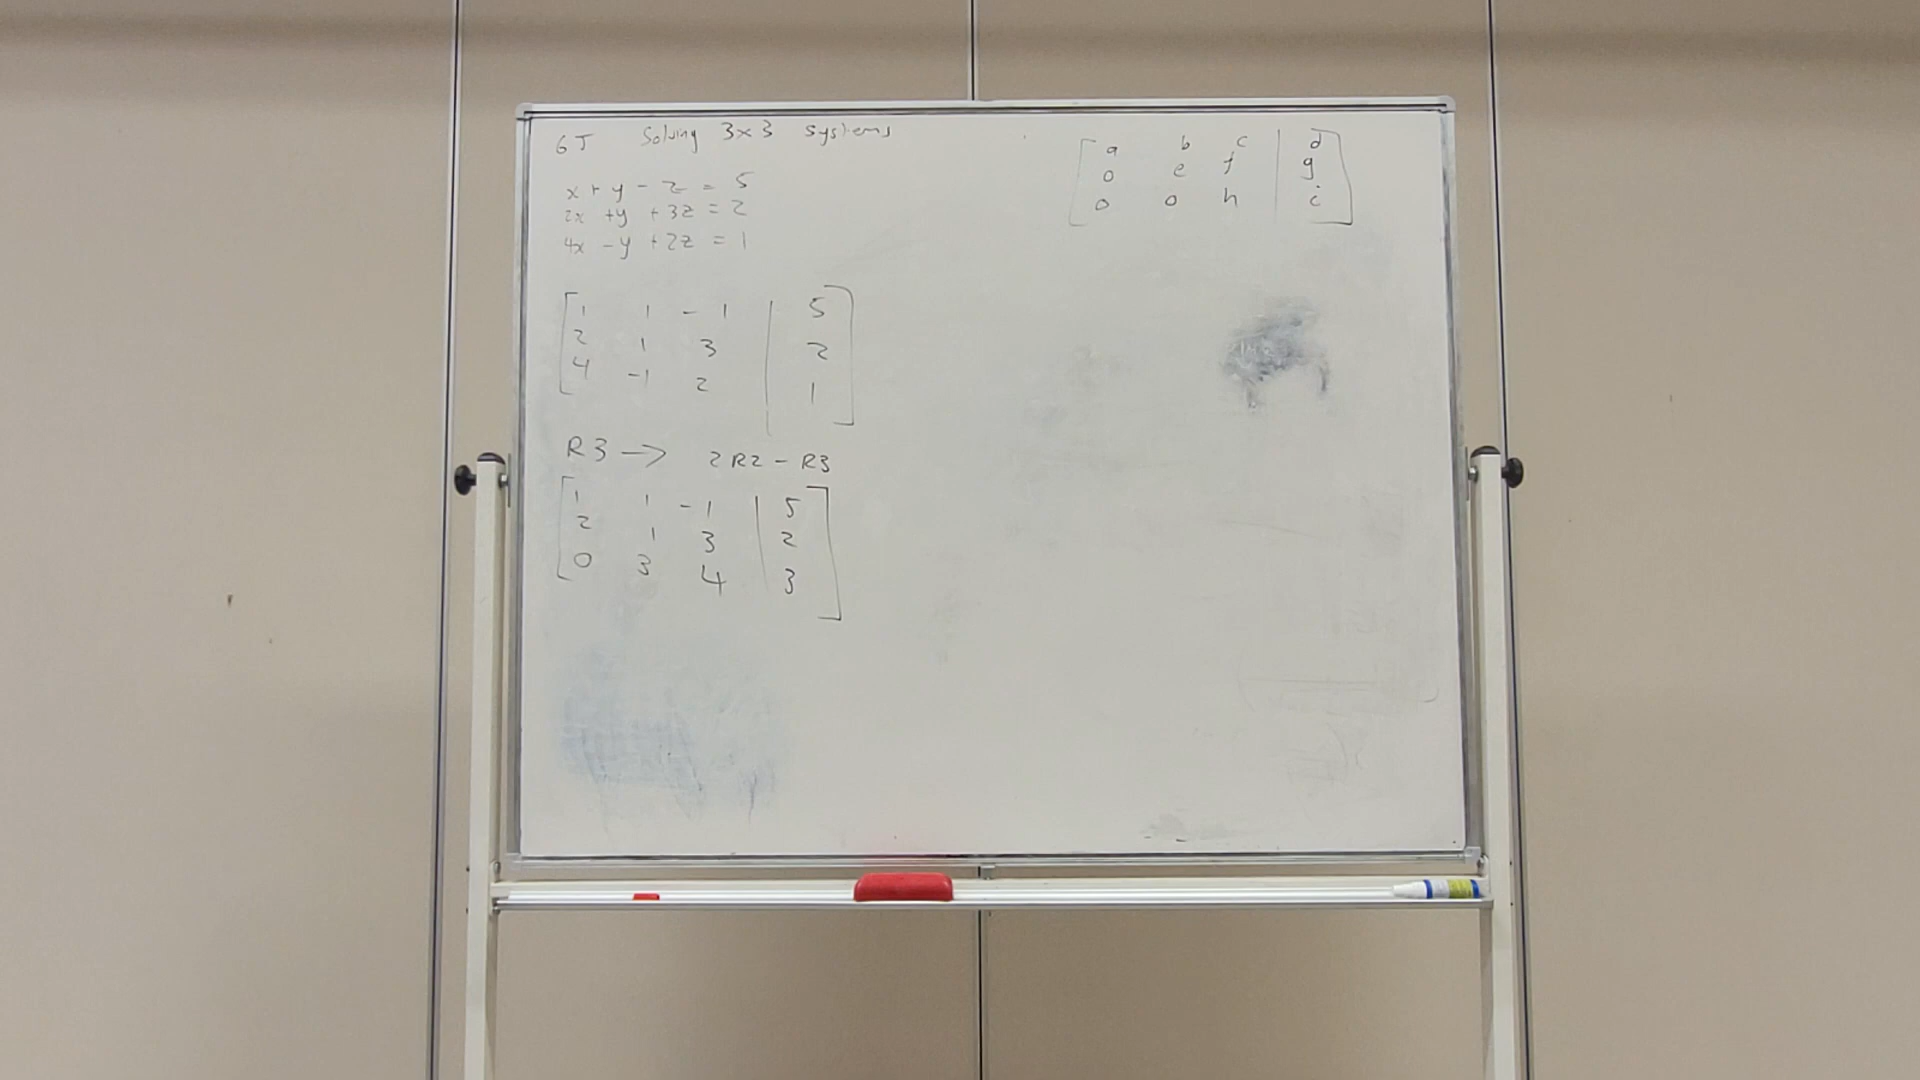 6J Solving 3x3 systems
x + y - z = 5
2x + y + 3z = 2
4x - y + 2z = 1
[ 1 1 -1 | 5 ]
2 1 3 | 2
4 -1 2 | 1
R3 → 2R2 - R3
[ 1 1 -1 | 5 ]
2 1 3 | 2
0 3 4 | 3
[ a b c | d ]
0 e f | g
0 0 h | i